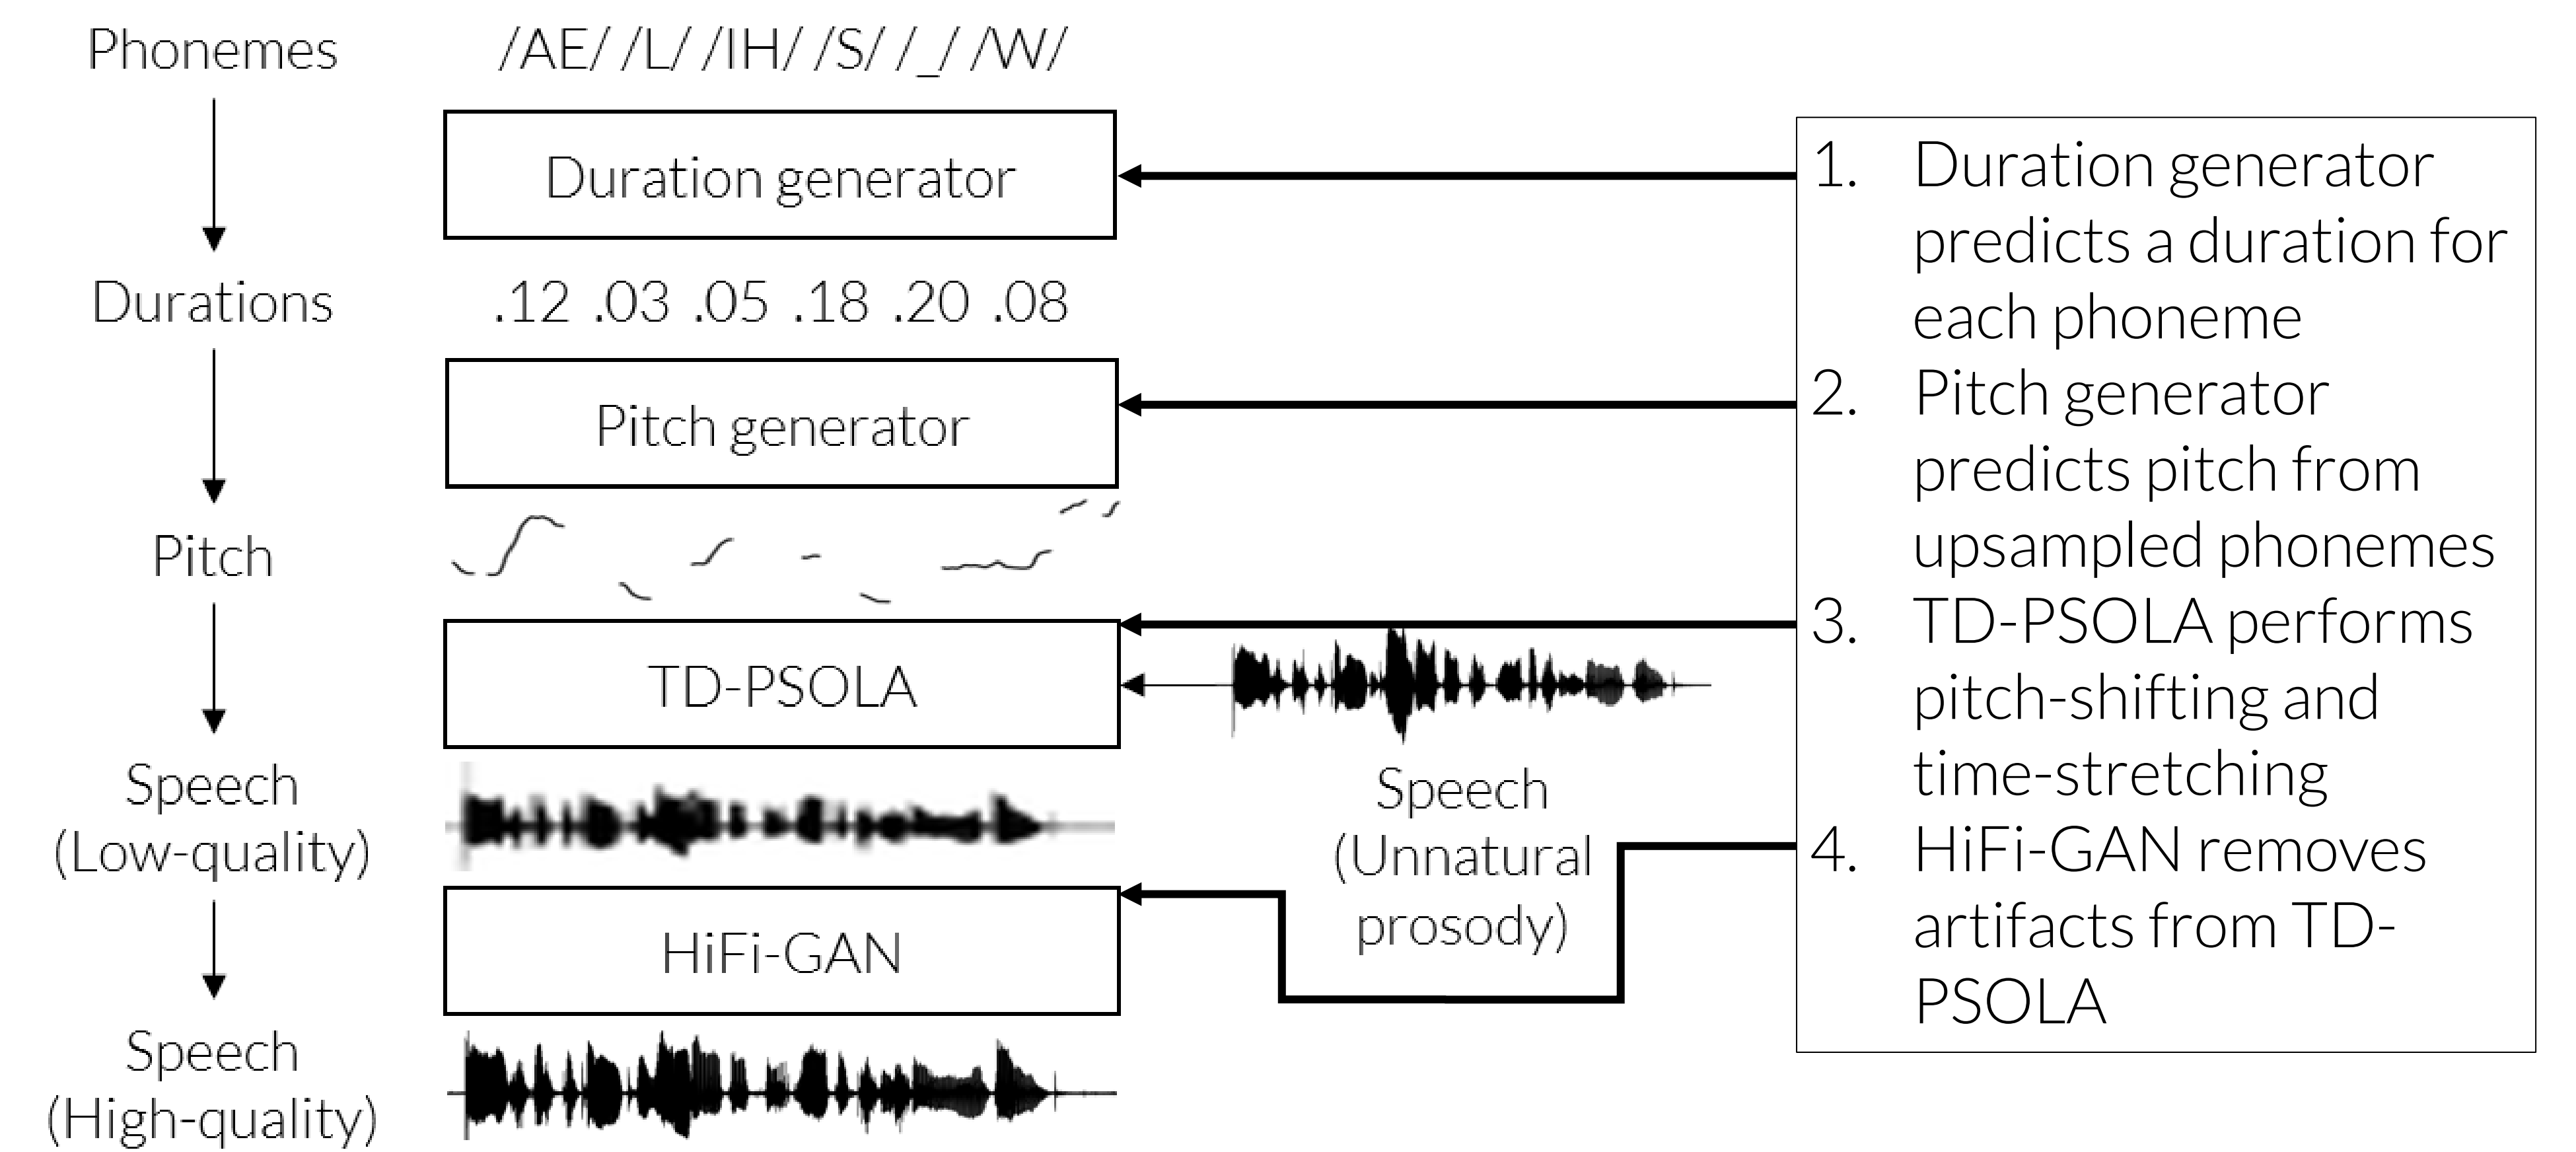 Phonemes
/AE/ /L/ /IH/ /S/ /_/ /W/
Duration generator
Durations
.12 .03 .05 .18 .20 .08
Pitch generator
Pitch
TD-PSOLA
Speech
(Low-quality)
Speech
(Unnatural
prosody)
HiFi-GAN
Speech
(High-quality)
1. Duration generator
predicts a duration for
each phoneme
2. Pitch generator
predicts pitch from
upsampled phonemes
3. TD-PSOLA performs
pitch-shifting and
time-stretching
4. HiFi-GAN removes
artifacts from TD-
PSOLA